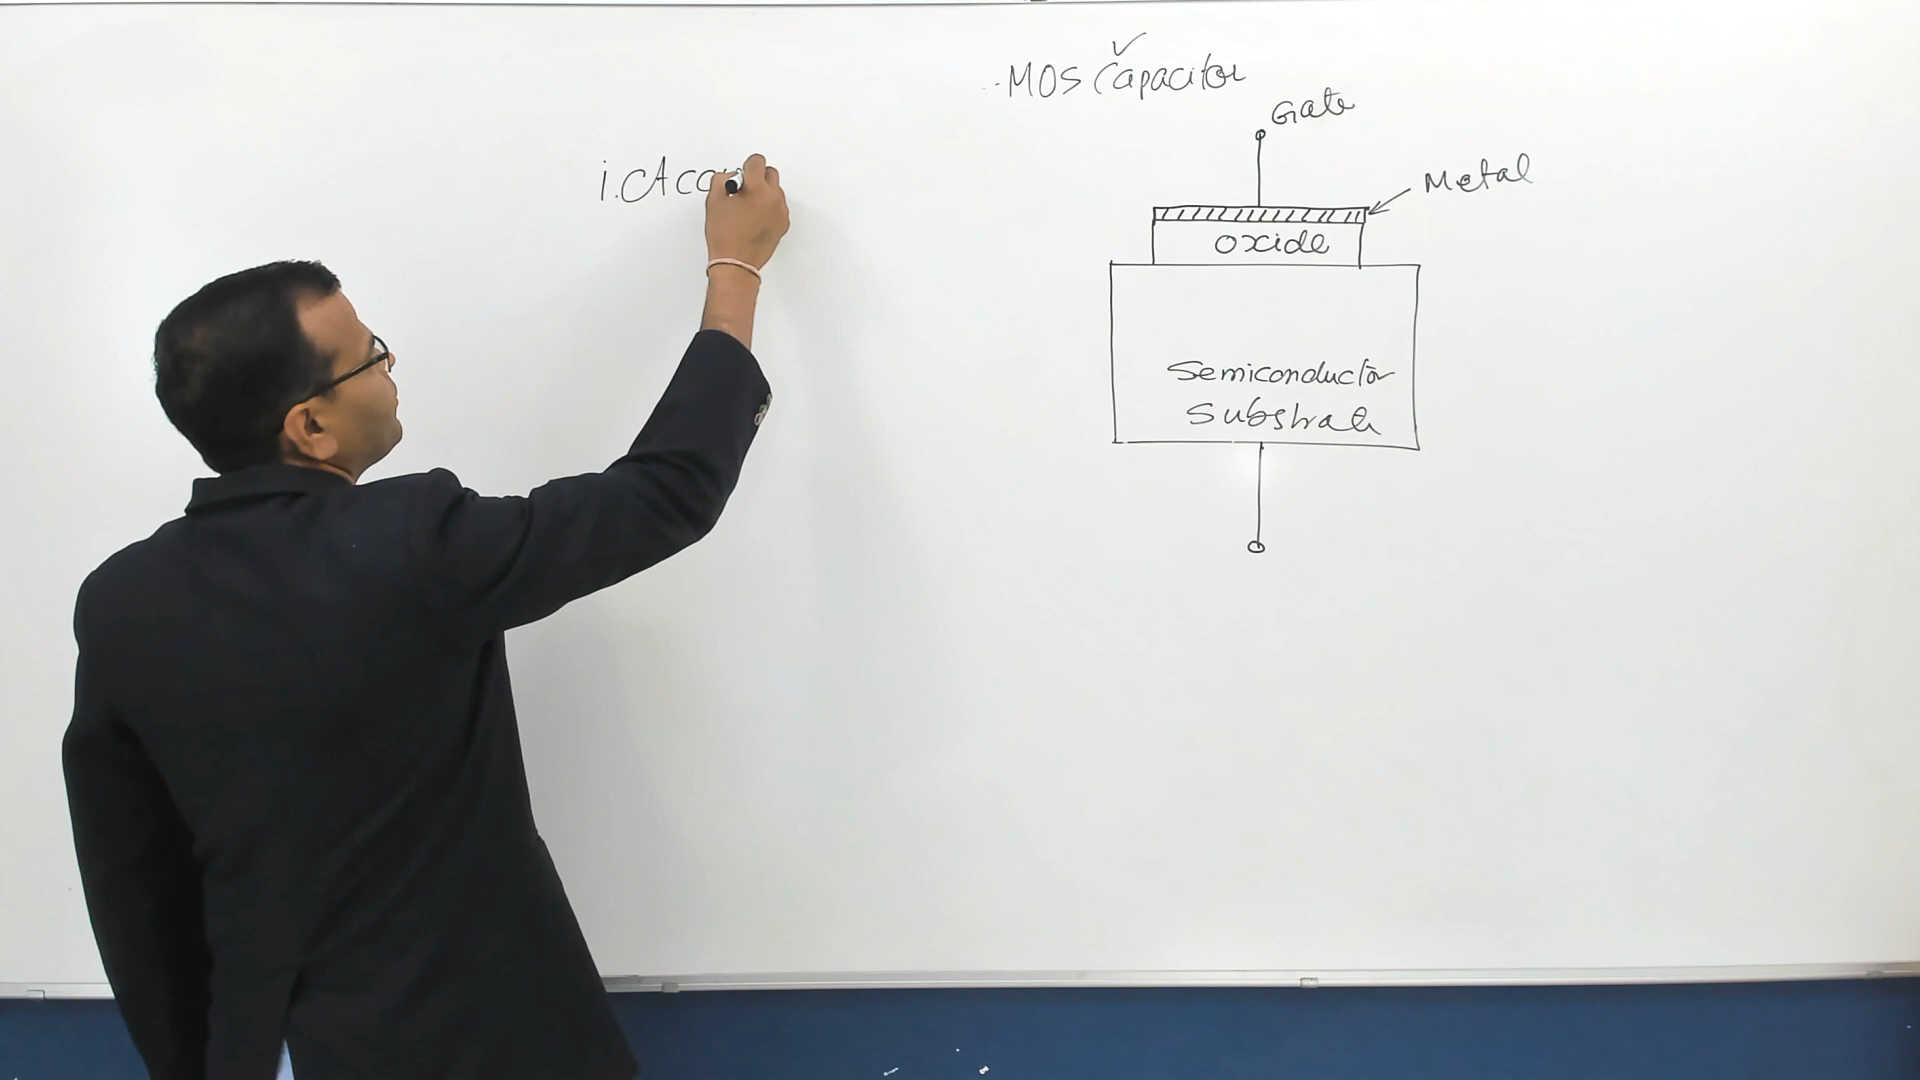 MOS Capacitor
Gate
Metal
i. Acc
oxide
Semiconductor
Substrate